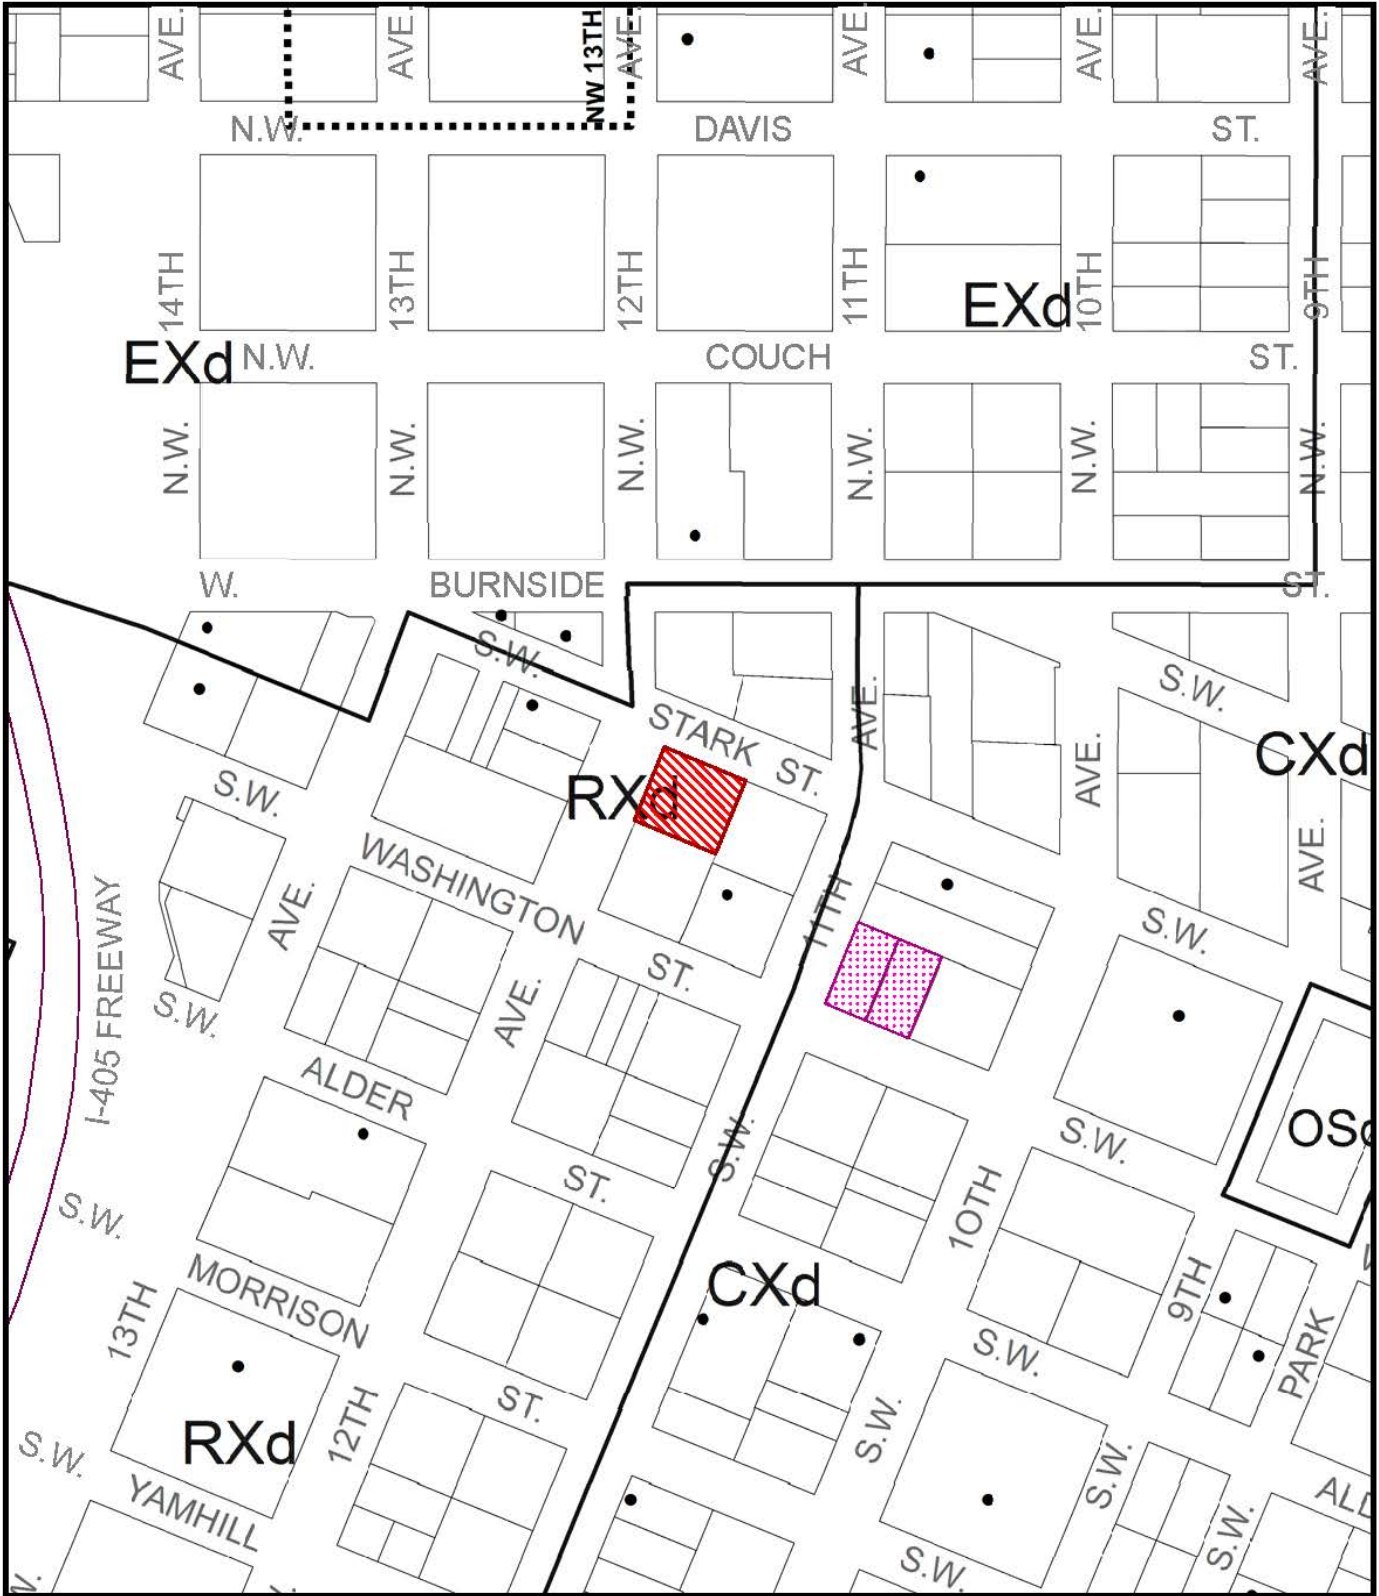 AVE.
AVE.
NW 13TH
AVE.
AVE.
AVE.
AVE.
N.W.
DAVIS
ST.
14TH
13TH
12TH
11TH
10TH
9TH
EXd
EXd
N.W.
COUCH
ST.
N.W.
N.W.
N.W.
N.W.
N.W.
N.W.
W.
BURNSIDE
ST.
S.W.
S.W.
STARK
ST.
AVE.
AVE.
CXd
RXd
S.W.
WASHINGTON
ST.
AVE.
11TH
AVE.
S.W.
I-405 FREEWAY
S.W.
AVE.
ALDER
ST.
S.W.
S.W.
OSd
S.W.
10TH
MORRISON
ST.
CXd
9TH
13TH
S.W.
PARK
12TH
S.W.
RXd
S.W.
S.W.
YAMHILL
S.W.
S.W.
ALD
W.